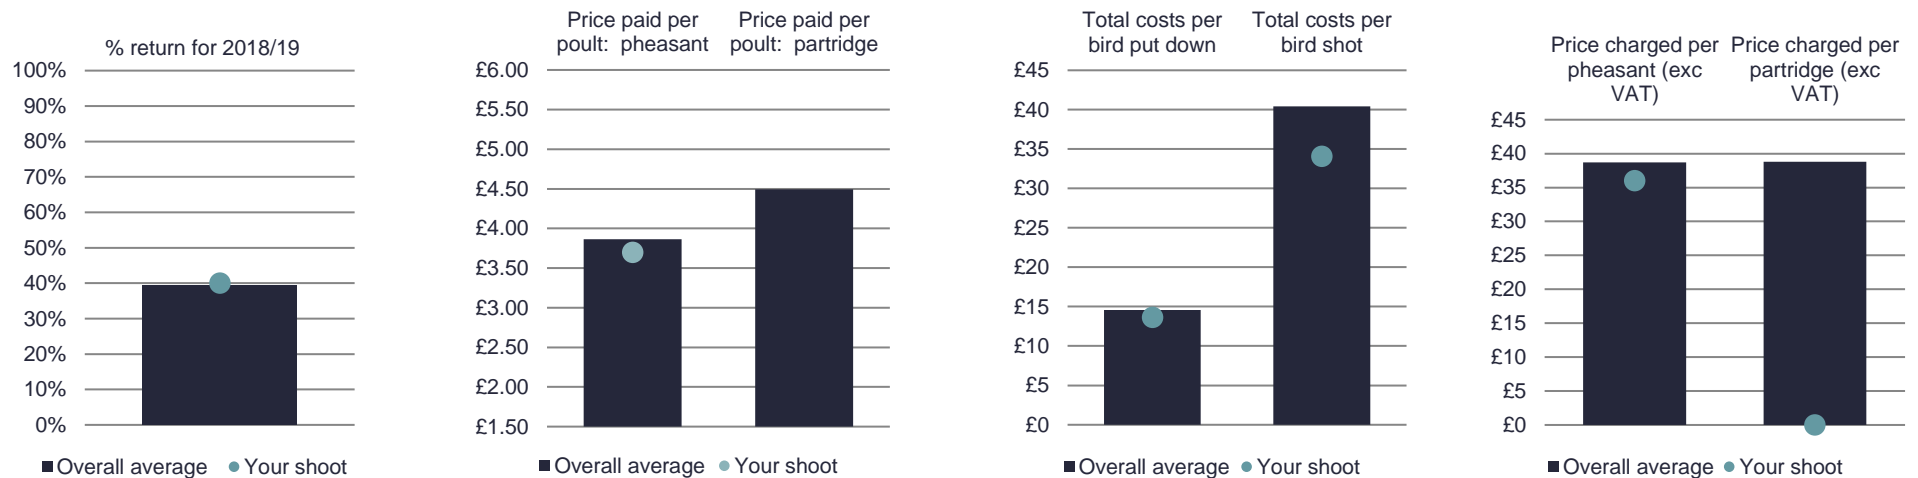 % return for 2018/19
100%
90%
80%
70%
60%
50%
40%
30%
20%
10%
0%
Overall average
Your shoot
Price paid per
poult: pheasant
Price paid per
poult: partridge
£6.00
£5.50
£5.00
£4.50
£4.00
£3.50
£3.00
£2.50
£2.00
£1.50
Overall average
Your shoot
Total costs per
bird put down
Total costs per
bird shot
£45
£40
£35
£30
£25
£20
£15
£10
£5
£0
Overall average
Your shoot
Price charged per
pheasant (exc
VAT)
Price charged per
partridge (exc
VAT)
£45
£40
£35
£30
£25
£20
£15
£10
£5
£0
Overall average
Your shoot